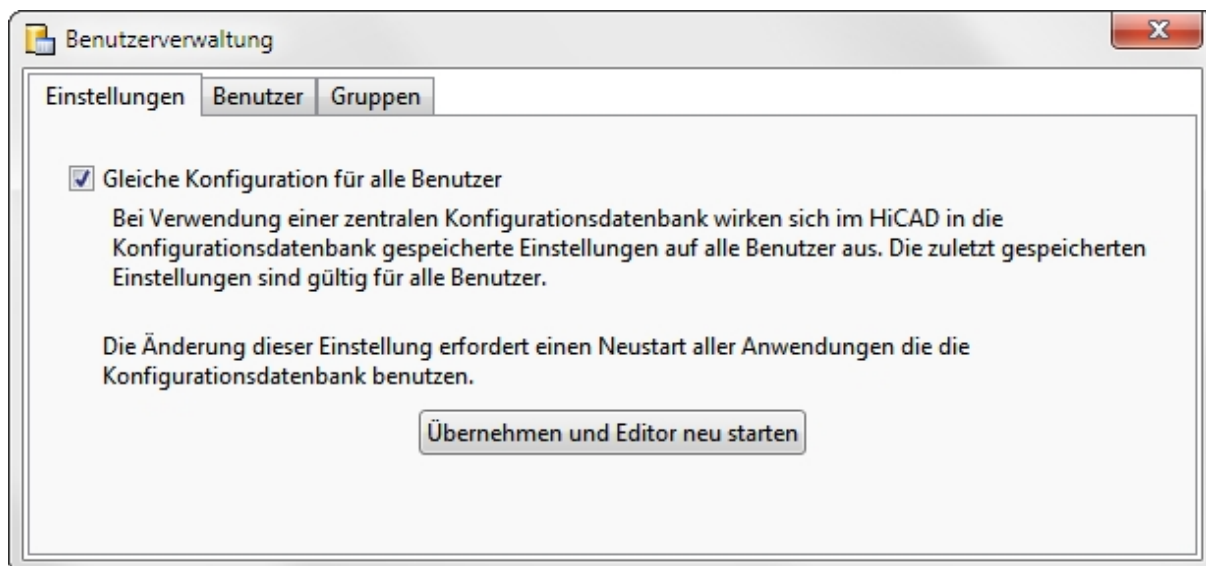 Benutzerverwaltung
Einstellungen Benutzer Gruppen
Gleiche Konfiguration für alle Benutzer
Bei Verwendung einer zentralen Konfigurationsdatenbank wirken sich im HiCAD in die
Konfigurationsdatenbank gespeicherte Einstellungen auf alle Benutzer aus. Die zuletzt gespeicherten
Einstellungen sind gültig für alle Benutzer.
Die Änderung dieser Einstellung erfordert einen Neustart aller Anwendungen die die
Konfigurationsdatenbank benutzen.
Übernehmen und Editor neu starten